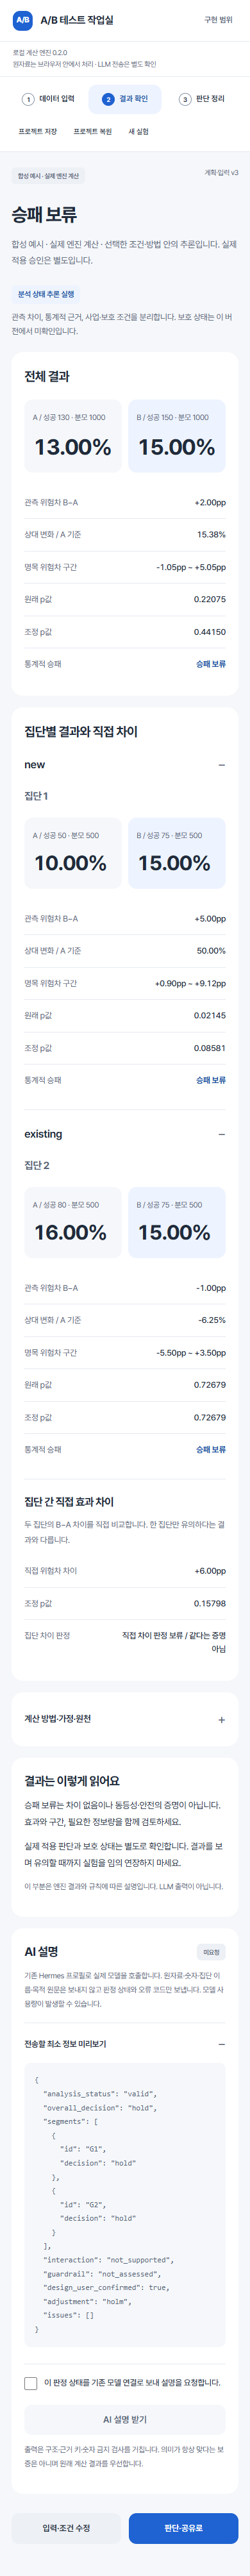 A/B
A/B 테스트 작업실
구현 범위
로컬 계산 엔진 0.2.0
원자료는 브라우저 안에서 처리 · LLM 전송은 별도 확인
1 데이터 입력
2 결과 확인
3 판단 정리
프로젝트 저장
프로젝트 복원
새 실험
합성 예시 · 실제 엔진 계산
계획·입력 v3
승패 보류
합성 예시 · 실제 엔진 계산 · 선택한 조건·방법 안의 추론입니다. 실제
적용 승인은 별도입니다.
분석 상태 추론 실행
관측 차이, 통계적 근거, 사업·보호 조건을 분리합니다. 보호 상태는 이 버
전에서 미확인입니다.
전체 결과
A / 성공 130 · 분모 1000
13.00%
B / 성공 150 · 분모 1000
15.00%
관측 위험차 B−A
+2.00pp
상대 변화 / A 기준
15.38%
명목 위험차 구간
-1.05pp ~ +5.05pp
원래 p값
0.22075
조정 p값
0.44150
통계적 승패
승패 보류
집단별 결과와 직접 차이
new
−
집단 1
A / 성공 50 · 분모 500
10.00%
B / 성공 75 · 분모 500
15.00%
관측 위험차 B−A
+5.00pp
상대 변화 / A 기준
50.00%
명목 위험차 구간
+0.90pp ~ +9.12pp
원래 p값
0.02145
조정 p값
0.08581
통계적 승패
승패 보류
existing
−
집단 2
A / 성공 80 · 분모 500
16.00%
B / 성공 75 · 분모 500
15.00%
관측 위험차 B−A
-1.00pp
상대 변화 / A 기준
-6.25%
명목 위험차 구간
-5.50pp ~ +3.50pp
원래 p값
0.72679
조정 p값
0.72679
통계적 승패
승패 보류
집단 간 직접 효과 차이
두 집단의 B−A 차이를 직접 비교합니다. 한 집단만 유의하다는 결
과와 다릅니다.
직접 위험차 차이
+6.00pp
조정 p값
0.15798
집단 차이 판정
직접 차이 판정 보류 / 같다는 증명
아님
계산 방법·가정·원천
+
결과는 이렇게 읽어요
승패 보류는 차이 없음이나 동등성·안전의 증명이 아닙니다.
효과와 구간, 필요한 정보량을 함께 검토하세요.
실제 적용 판단과 보호 상태는 별도로 확인합니다. 결과를 보
며 유의할 때까지 실험을 임의 연장하지 마세요.
이 부분은 엔진 결과와 규칙에 따른 설명입니다. LLM 출력이 아닙니다.
AI 설명
미요청
기존 Hermes 프로필로 실제 모델을 호출합니다. 원자료·숫자·집단 이
름·목적 원문은 보내지 않고 판정 상태와 오류 코드만 보냅니다. 모델 사
용량이 발생할 수 있습니다.
전송할 최소 정보 미리보기
−
{
"analysis_status": "valid",
"overall_decision": "hold",
"segments": [
{
"id": "G1",
"decision": "hold"
},
{
"id": "G2",
"decision": "hold"
}
],
"interaction": "not_supported",
"guardrail": "not_assessed",
"design_user_confirmed": true,
"adjustment": "holm",
"issues": []
}
이 판정 상태를 기존 모델 연결로 보내 설명을 요청합니다.
AI 설명 받기
출력은 구조·근거 키·숫자 금지 검사를 거칩니다. 의미가 항상 맞다는 보
증은 아니며 원래 계산 결과를 우선합니다.
입력·조건 수정
판단·공유로